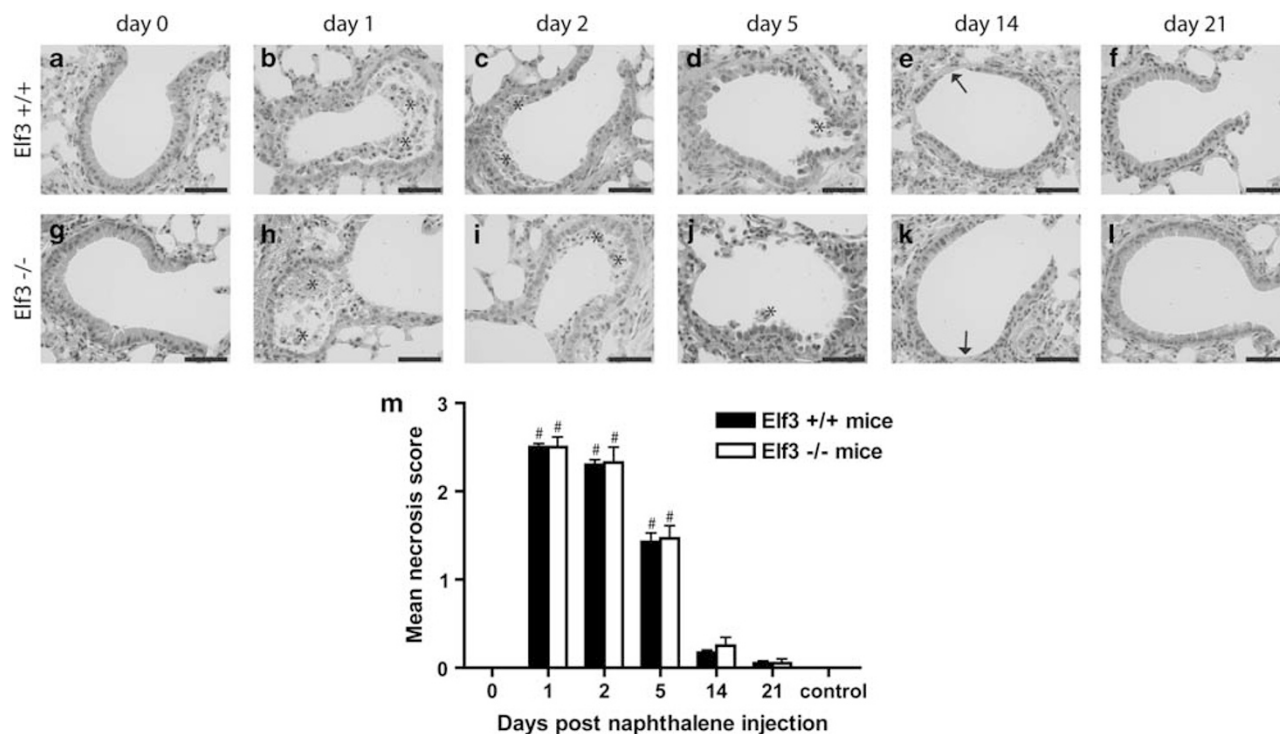 day 0 day 1 day 2 day 5 day 14 day 21
Elf3 +/+
a b c d e f
* * * * *
Elf3 -/-
g h i j k l
* * * * *
m
3
2
1
0
Mean necrosis score
Elf3 +/+ mice
Elf3 -/- mice
# # # # # #
0 1 2 5 14 21 control
Days post naphthalene injection